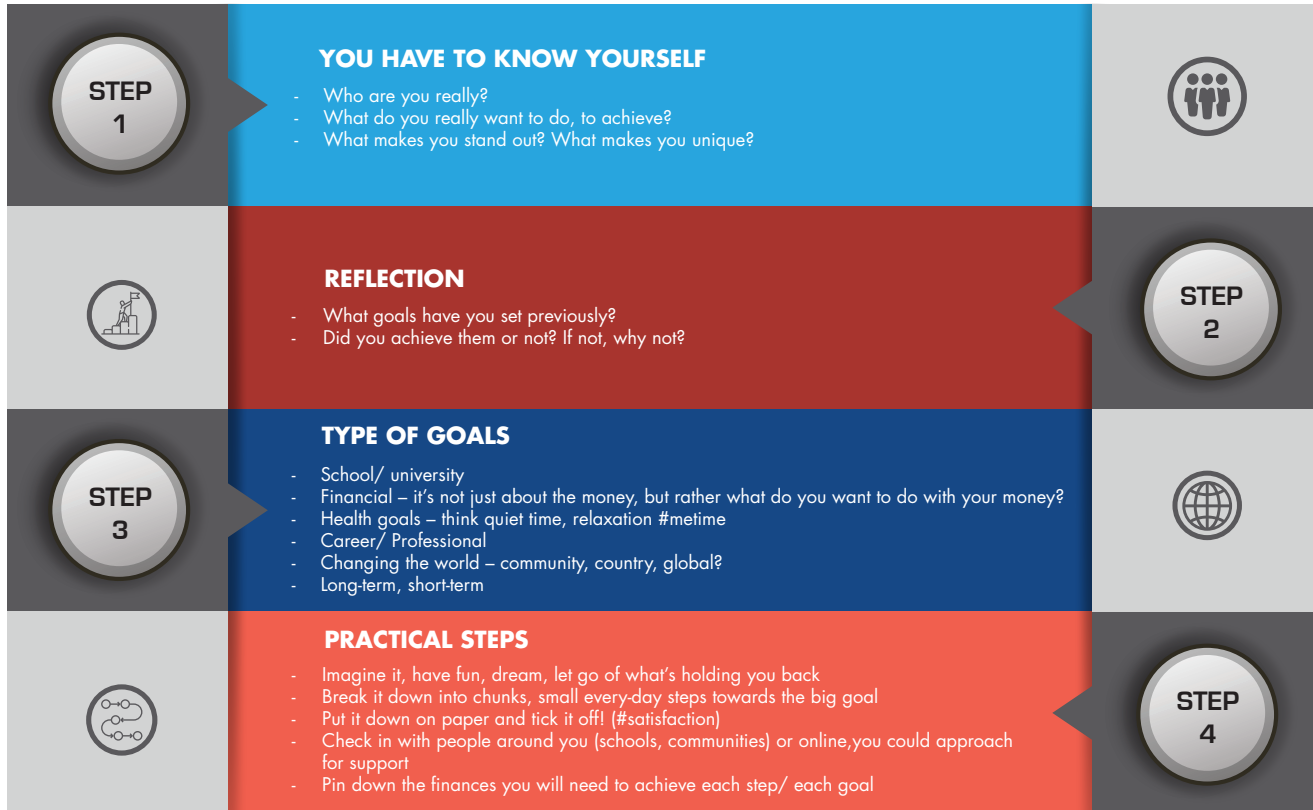 STEP
1
YOU HAVE TO KNOW YOURSELF
- Who are you really?
- What do you really want to do, to achieve?
- What makes you stand out? What makes you unique?
REFLECTION
- What goals have you set previously?
- Did you achieve them or not? If not, why not?
STEP
2
STEP
3
TYPE OF GOALS
- School/ university
- Financial – it's not just about the money, but rather what do you want to do with your money?
- Health goals – think quiet time, relaxation #metime
- Career/ Professional
- Changing the world – community, country, global?
- Long-term, short-term
PRACTICAL STEPS
- Imagine it, have fun, dream, let go of what's holding you back
- Break it down into chunks, small every-day steps towards the big goal
- Put it down on paper and tick it off! (#satisfaction)
- Check in with people around you (schools, communities) or online,you could approach
for support
- Pin down the finances you will need to achieve each step/ each goal
STEP
4